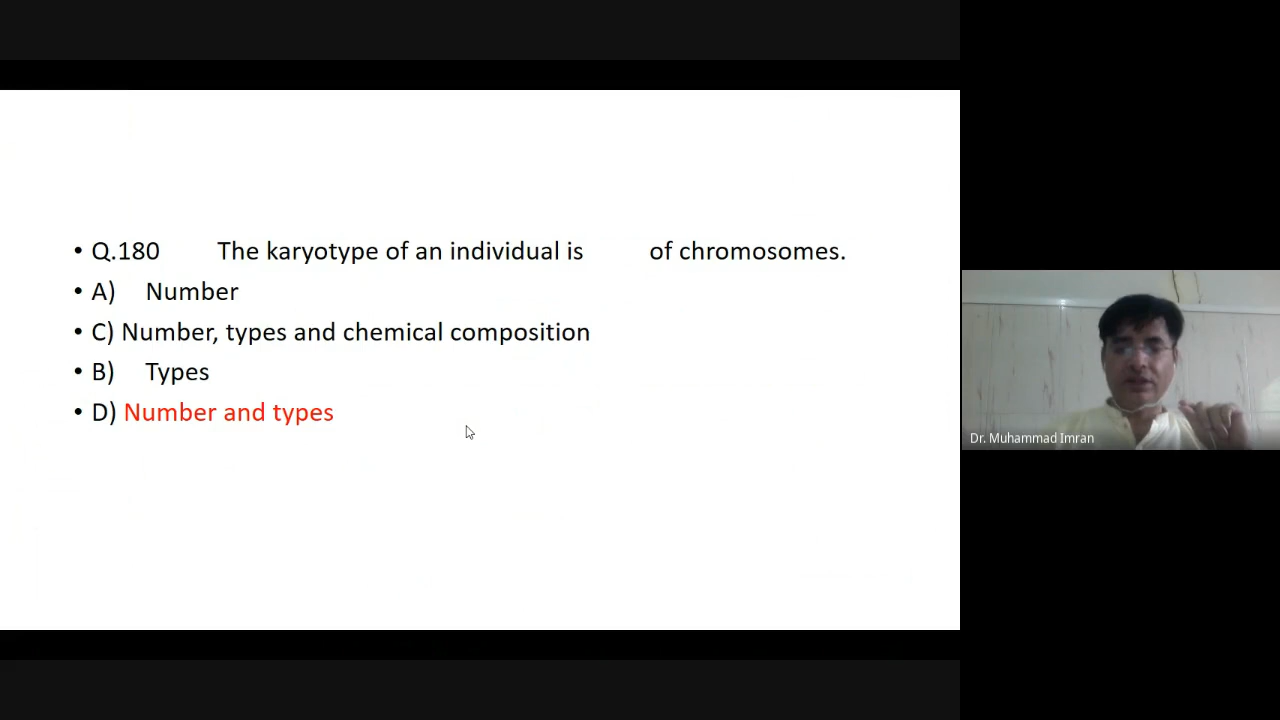 • Q.180 The karyotype of an individual is of chromosomes.
• A) Number
• C) Number, types and chemical composition
• B) Types
• D) Number and types
Dr. Muhammad Imran